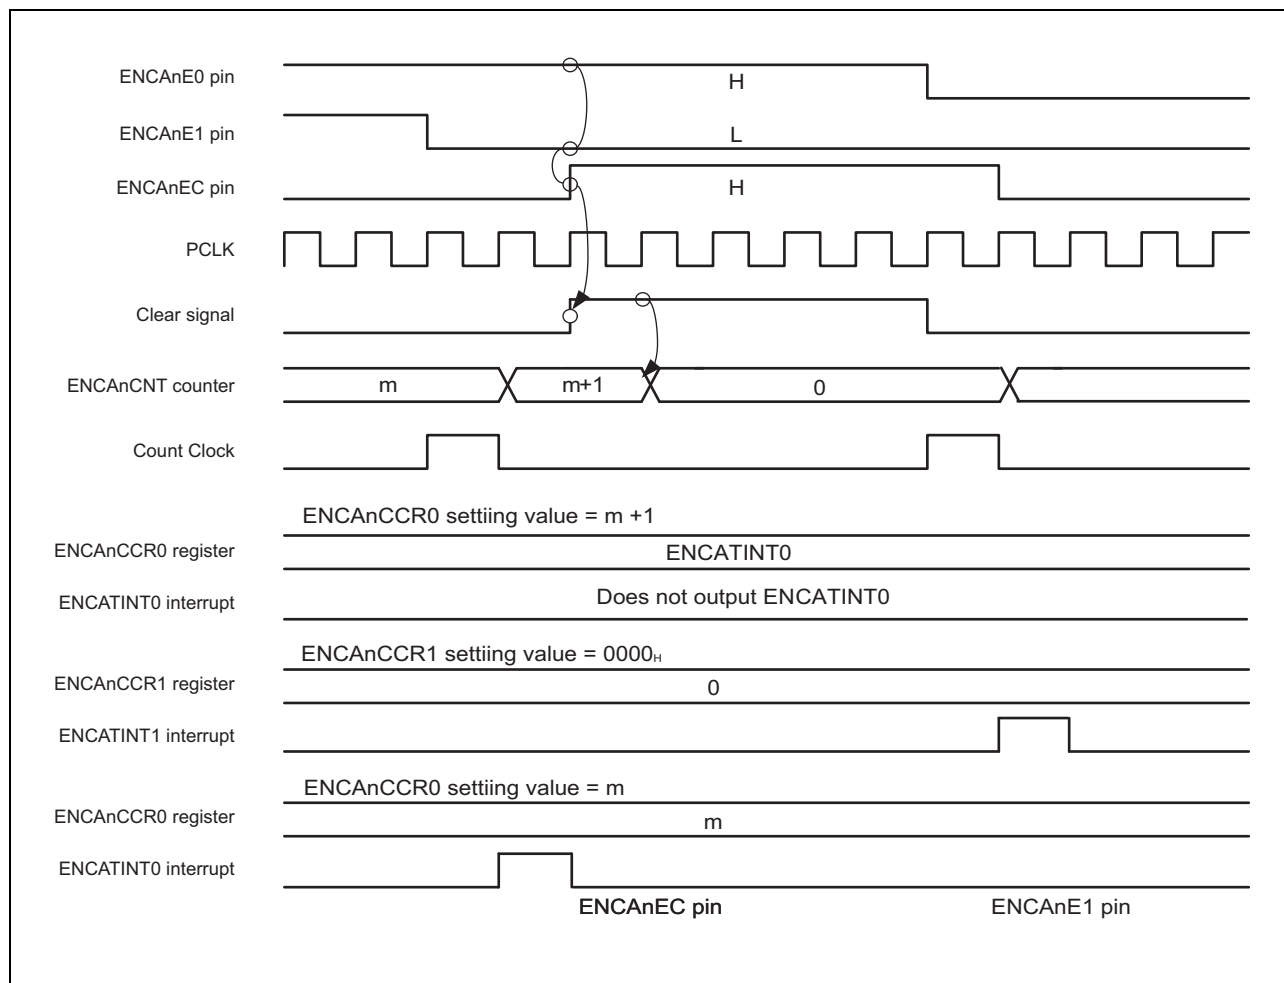 ENCAnE0 pin
H
ENCAnE1 pin
L
ENCAnEC pin
H
PCLK
Clear signal
ENCAnCNT counter
m
m+1
0
Count Clock
ENCAnCCR0 settiing value = m +1
ENCAnCCR0 register
ENCATINT0
ENCATINT0 interrupt
Does not output ENCATINT0
ENCAnCCR1 settiing value = 0000H
ENCAnCCR1 register
0
ENCATINT1 interrupt
ENCAnCCR0 settiing value = m
ENCAnCCR0 register
m
ENCATINT0 interrupt
ENCAnEC pin
ENCAnE1 pin